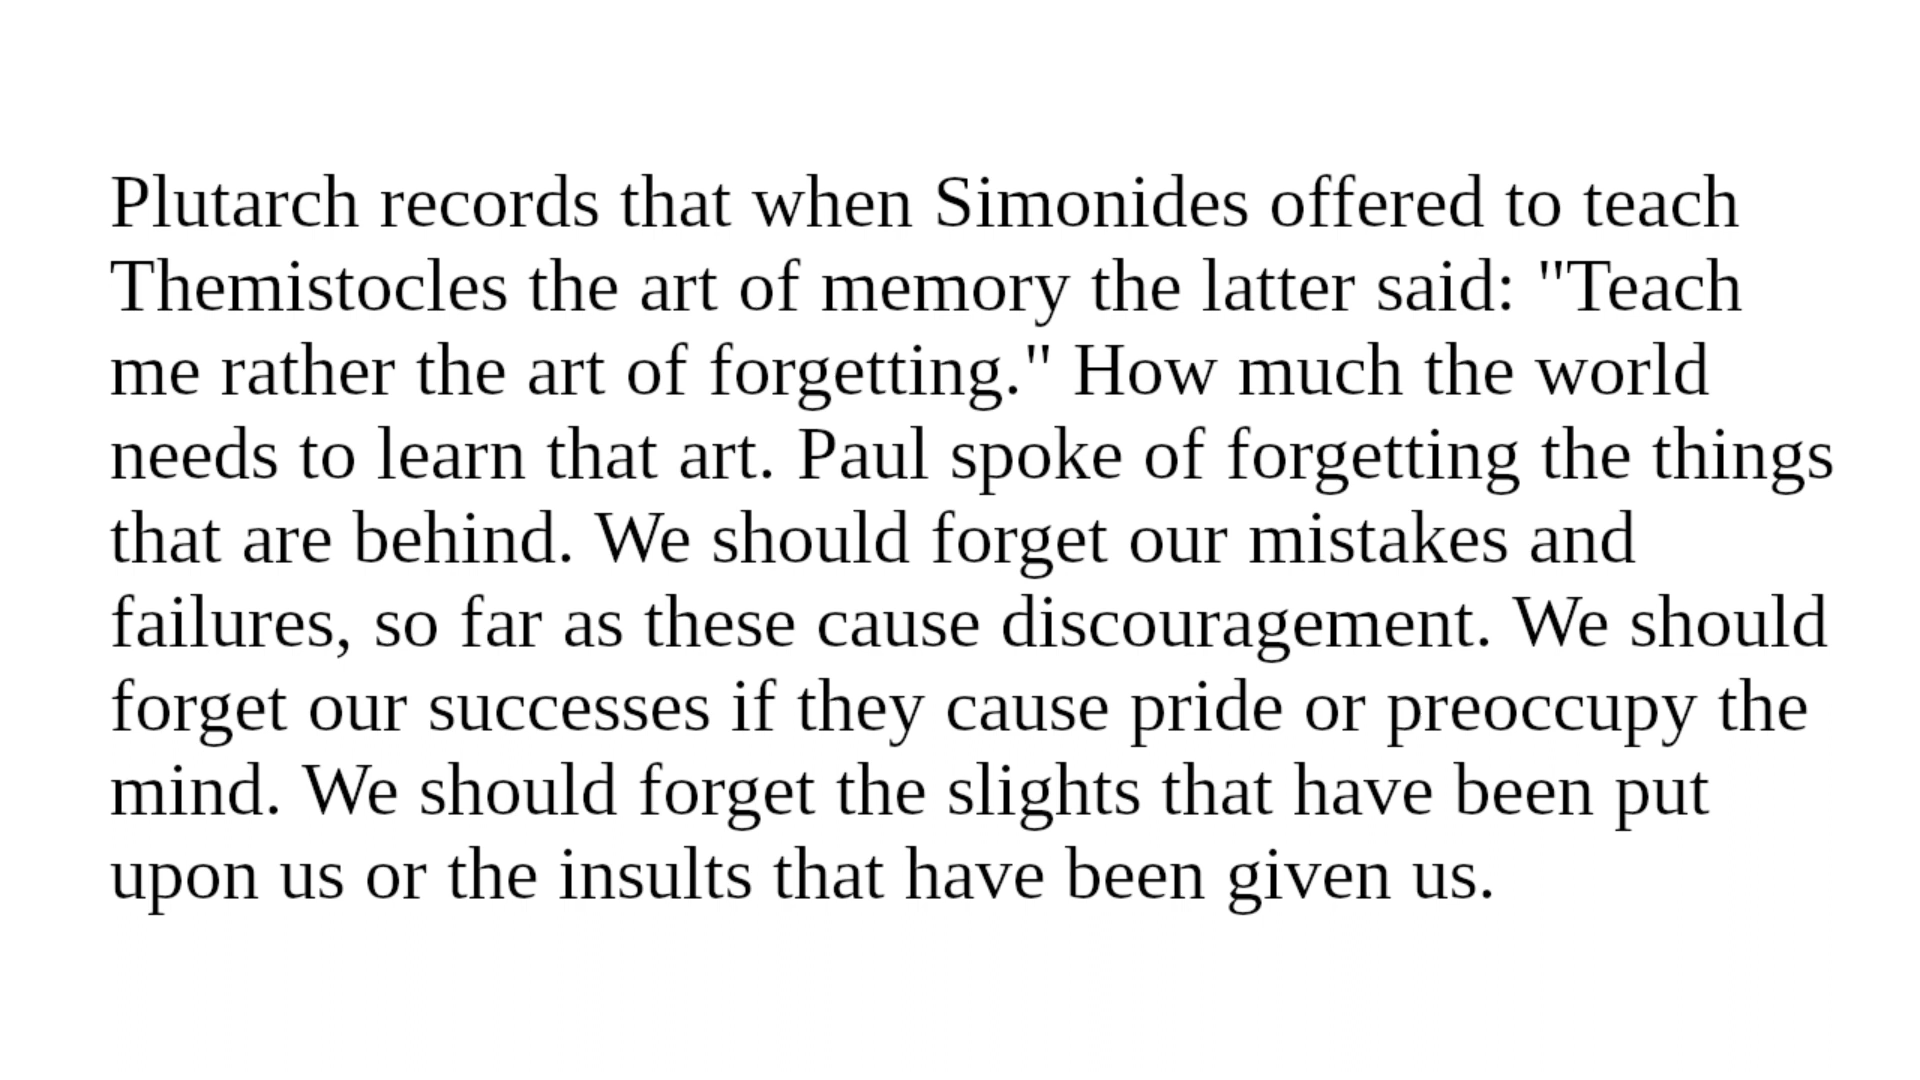 Plutarch records that when Simonides offered to teach
Themistocles the art of memory the latter said: "Teach
me rather the art of forgetting." How much the world
needs to learn that art. Paul spoke of forgetting the things
that are behind. We should forget our mistakes and
failures, so far as these cause discouragement. We should
forget our successes if they cause pride or preoccupy the
mind. We should forget the slights that have been put
upon us or the insults that have been given us.